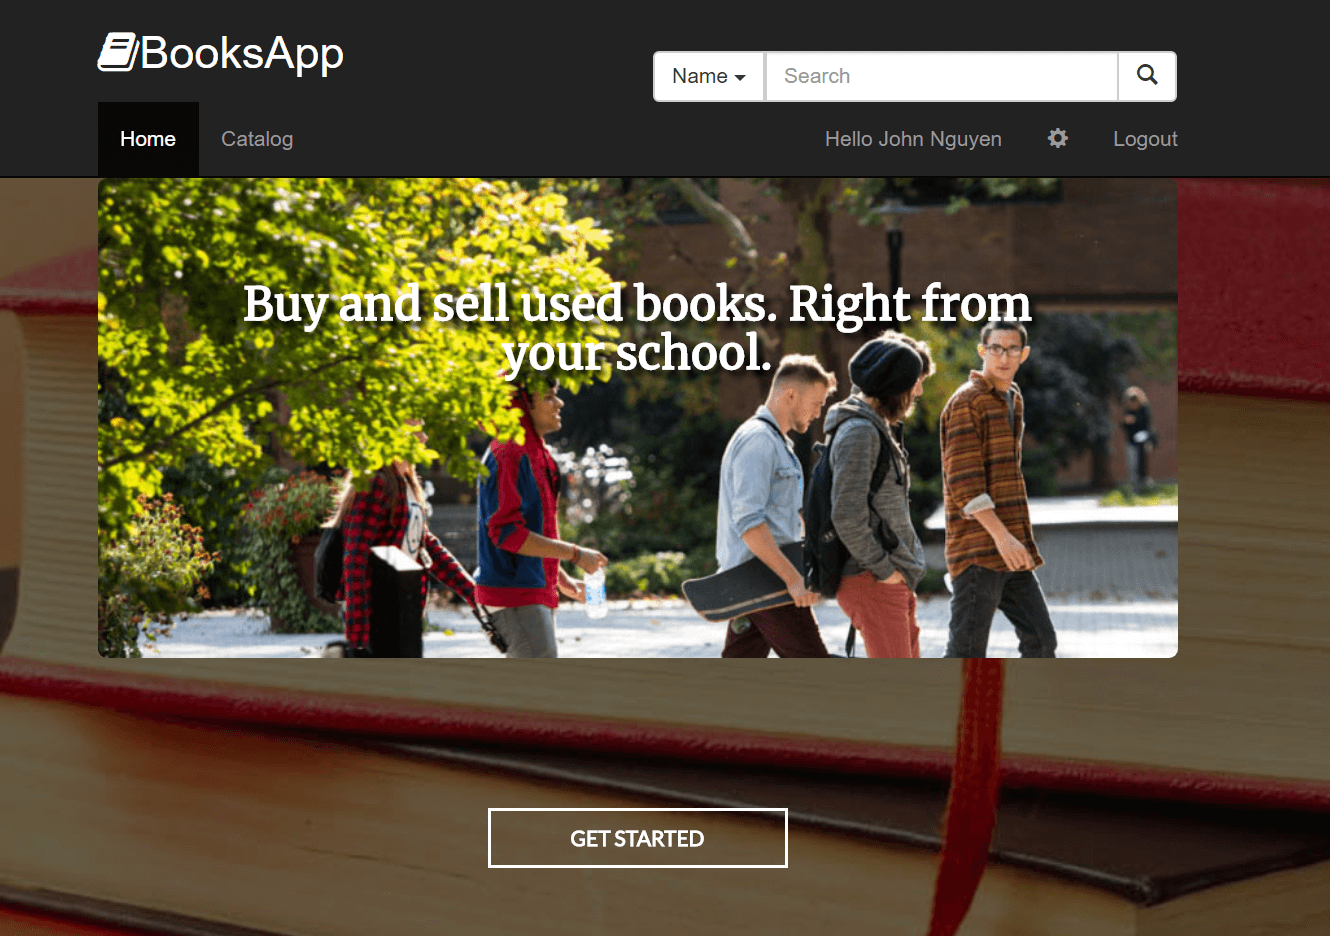 BooksApp
Name
Search
Home
Catalog
Hello John Nguyen
Logout
Buy and sell used books. Right from
your school.
GET STARTED